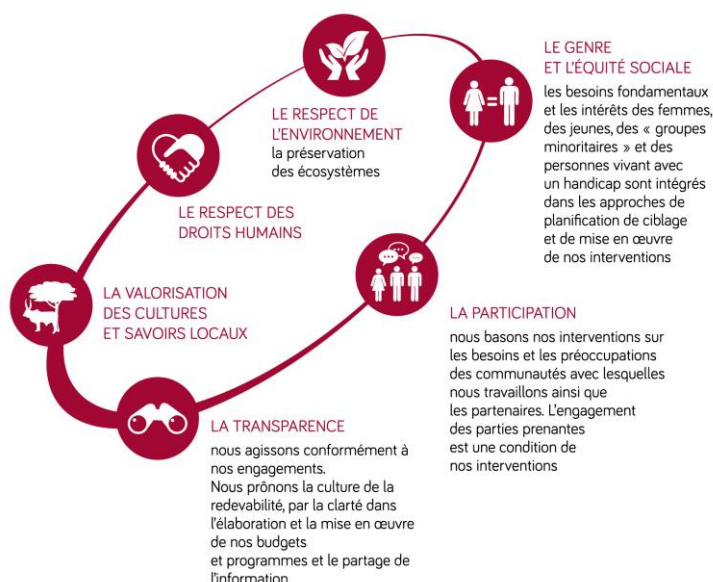 LE GENRE
ET L'ÉQUITÉ SOCIALE
les besoins fondamentaux
et les intérêts des femmes,
des jeunes, des « groupes
minoritaires » et des
personnes vivant avec
un handicap sont intégrés
dans les approches de
planification de ciblage
et de mise en œuvre
de nos interventions
LE RESPECT DE
L'ENVIRONNEMENT
la préservation
des écosystèmes
LE RESPECT DES
DROITS HUMAINS
LA VALORISATION
DES CULTURES
ET SAVOIRS LOCAUX
LA PARTICIPATION
nous basons nos interventions sur
les besoins et les préoccupations
des communautés avec lesquelles
nous travaillons ainsi que
les partenaires. L'engagement
des parties prenantes
est une condition de
nos interventions
LA TRANSPARENCE
nous agissons conformément à
nos engagements.
Nous prônons la culture de la
redevabilité, par la clarté dans
l'élaboration et la mise en œuvre
de nos budgets
et programmes et le partage de
l'information